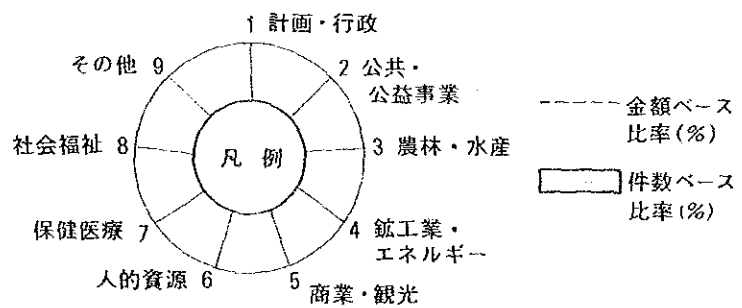 1 計画・行政
2 公共・
公益事業
3 農林・水産
4 鉱工業・
エネルギー
5
商業・観光
人的資源 6
保健医療 7
社会福祉 8
その他 9
凡例
金額ベース
比率(%)
件数ベース
比率(%)